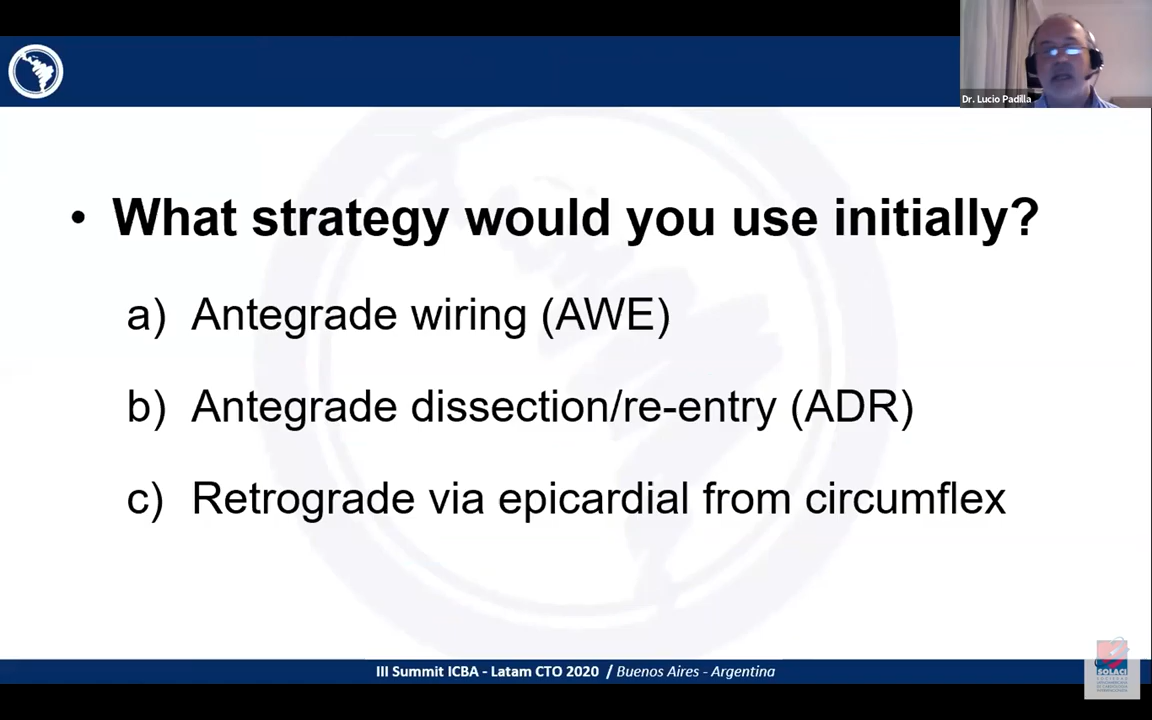 Dr. Lucio Padilla
• What strategy would you use initially?
a) Antegrade wiring (AWE)
b) Antegrade dissection/re-entry (ADR)
c) Retrograde via epicardial from circumflex
III Summit ICBA - Latam CTO 2020 / Buenos Aires - Argentina
SOLACI